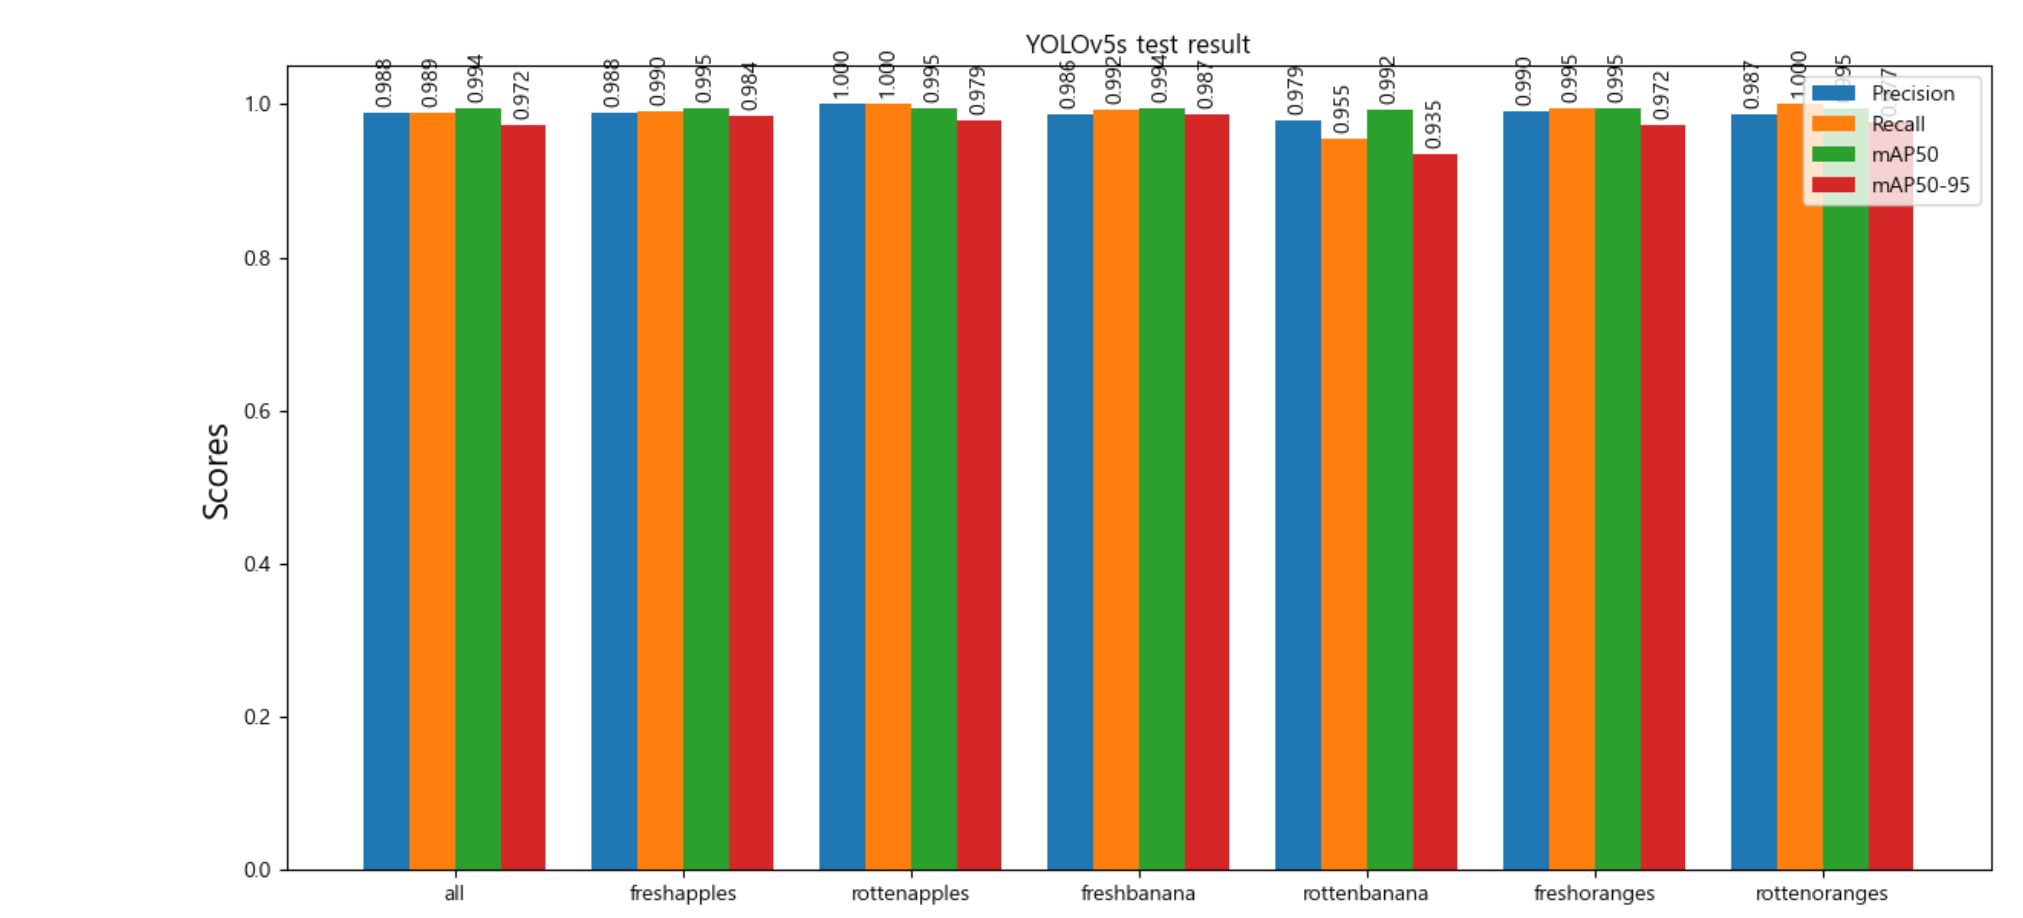 YOLOv5s test result
0.988 0.989 0.994 0.972 0.988 0.990 0.995 0.984 1.000 1.000 0.995 0.979 0.986 0.992 0.994 0.987 0.979 0.955 0.992 0.935 0.990 0.995 0.995 0.972 0.987 1.000
Precision
Recall
mAP50
mAP50-95
Scores
1.0
0.8
0.6
0.4
0.2
0.0
all freshapples rottenapples freshbanana rottenbanana freshoranges rottenoranges